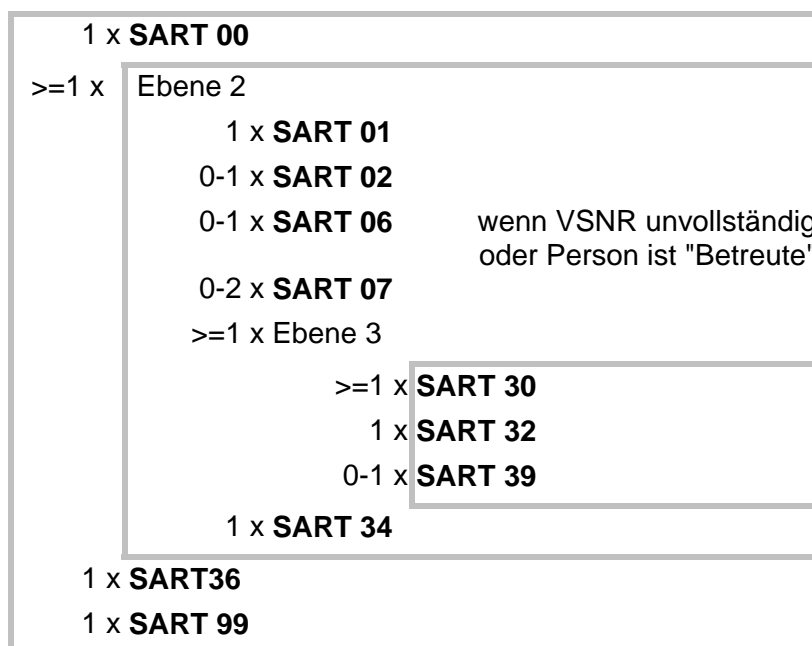 1 x SART 00
>=1 x Ebene 2
1 x SART 01
0-1 x SART 02
0-1 x SART 06 wenn VSNR unvollständig
oder Person ist "Betreute"
0-2 x SART 07
>=1 x Ebene 3
>=1 x SART 30
1 x SART 32
0-1 x SART 39
1 x SART 34
1 x SART36
1 x SART 99